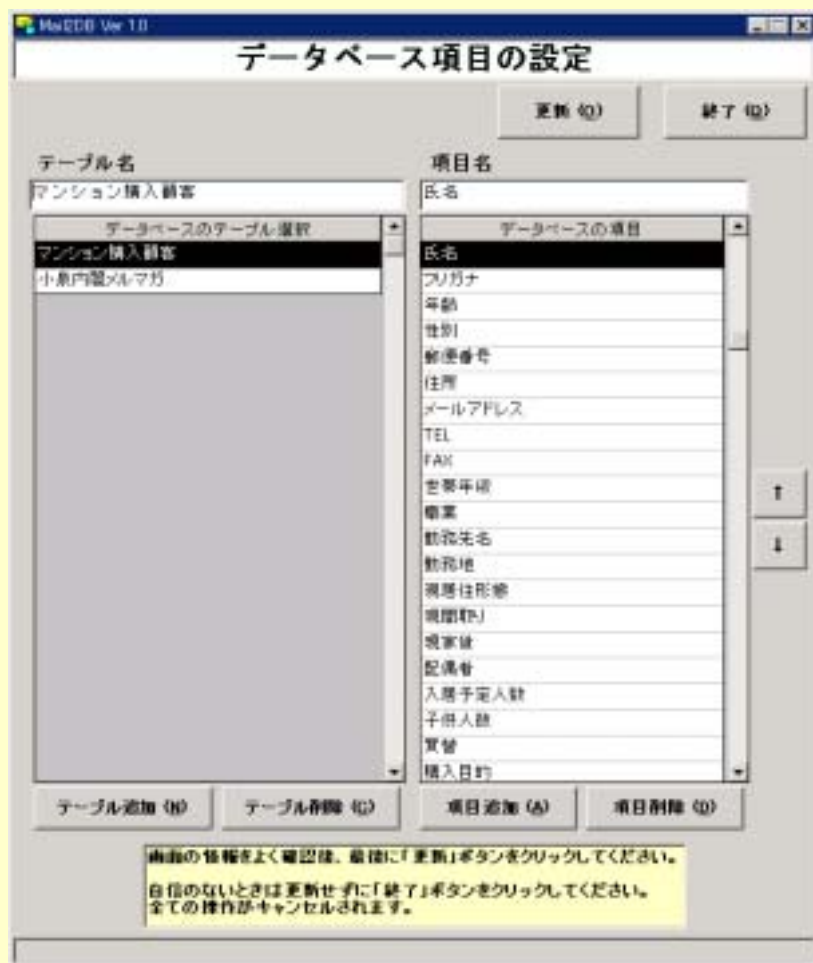 Mail2DB Ver 1.0
データベース項目の設定
更新 (O)
終了 (Q)
テーブル名
マンション購入顧客
データベースのテーブル選択
マンション購入顧客
小泉内閣メルマガ
項目名
氏名
データベースの項目
氏名
フリガナ
年齢
性別
郵便番号
住所
メールアドレス
TEL
FAX
世帯年収
職業
勤務先名
勤務地
現居住形態
現間取り
現家賃
配偶者
入居予定人数
子供人数
買替
購入目的
↑
↓
テーブル追加 (N)
テーブル削除 (C)
項目追加 (A)
項目削除 (D)
画面の情報をよく確認後、最後に「更新」ボタンをクリックしてください。
自信のないときは更新せずに「終了」ボタンをクリックしてください。
全ての操作がキャンセルされます。